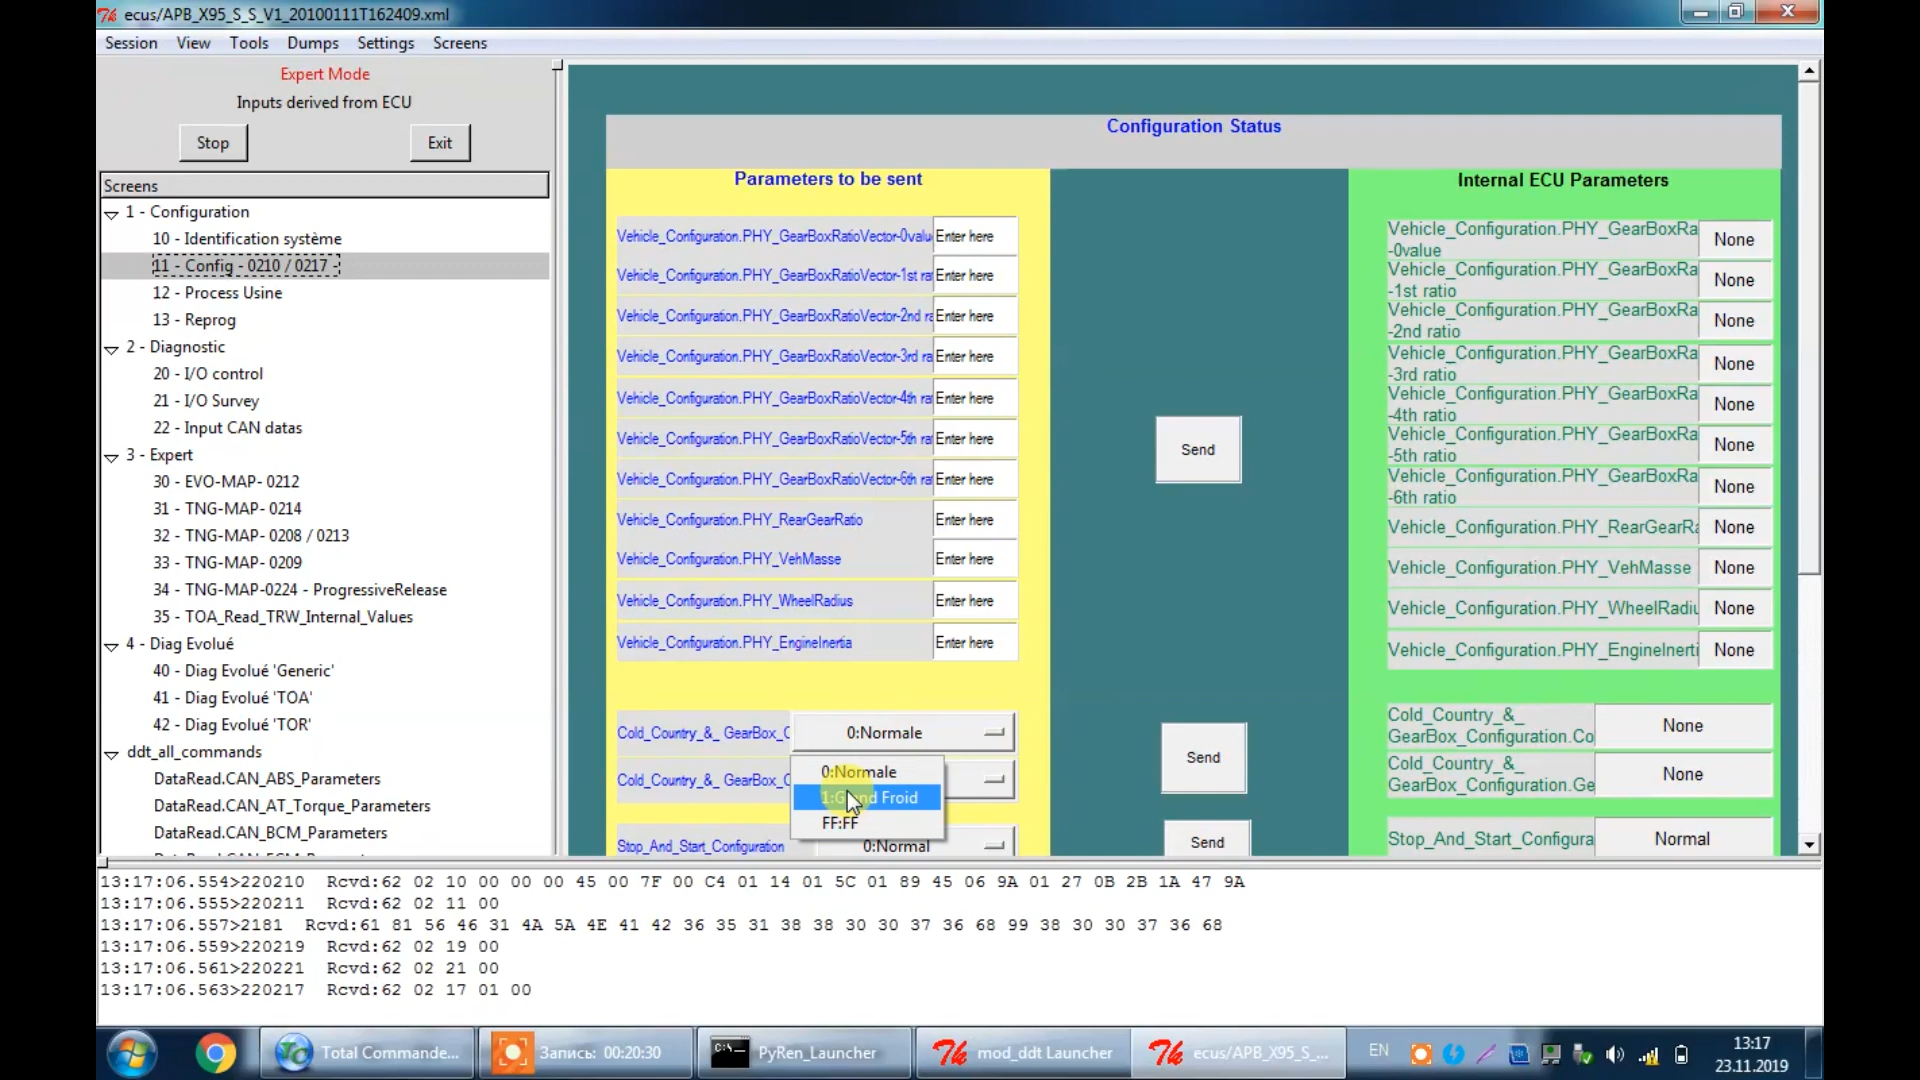 ecus/APB_X95_S_S_V1_20100111T162409.xml
Session View Tools Dumps Settings Screens
Expert Mode
Inputs derived from ECU
Stop Exit
Screens
1 - Configuration
10 - Identification système
11 - Config - 0210 / 0217 -
12 - Process Usine
13 - Reprog
2 - Diagnostic
20 - I/O control
21 - I/O Survey
22 - Input CAN datas
3 - Expert
30 - EVO-MAP- 0212
31 - TNG-MAP- 0214
32 - TNG-MAP- 0208 / 0213
33 - TNG-MAP- 0209
34 - TNG-MAP-0224 - ProgressiveRelease
35 - TOA_Read_TRW_Internal_Values
4 - Diag Evolué
40 - Diag Evolué 'Generic'
41 - Diag Evolué 'TOA'
42 - Diag Evolué 'TOR'
ddt_all_commands
DataRead.CAN_ABS_Parameters
DataRead.CAN_AT_Torque_Parameters
DataRead.CAN_BCM_Parameters
Configuration Status
Parameters to be sent
Vehicle_Configuration.PHY_GearBoxRatioVector-0valu Enter here
Vehicle_Configuration.PHY_GearBoxRatioVector-1st ra Enter here
Vehicle_Configuration.PHY_GearBoxRatioVector-2nd ra Enter here
Vehicle_Configuration.PHY_GearBoxRatioVector-3rd ra Enter here
Vehicle_Configuration.PHY_GearBoxRatioVector-4th ra Enter here
Vehicle_Configuration.PHY_GearBoxRatioVector-5th ra Enter here
Vehicle_Configuration.PHY_GearBoxRatioVector-6th ra Enter here
Vehicle_Configuration.PHY_RearGearRatio Enter here
Vehicle_Configuration.PHY_VehMasse Enter here
Vehicle_Configuration.PHY_WheelRadius Enter here
Vehicle_Configuration.PHY_EngineInertia Enter here
Cold_Country_&_ GearBox_C 0:Normale
Cold_Country_&_ GearBox_C
0:Normale
Froid
FF:FF
Stop_And_Start_Configuration 0:Normal
Send
Send
Send
Internal ECU Parameters
Vehicle_Configuration.PHY_GearBoxRa
-0value None
Vehicle_Configuration.PHY_GearBoxRa
-1st ratio None
Vehicle_Configuration.PHY_GearBoxRa
-2nd ratio None
Vehicle_Configuration.PHY_GearBoxRa
-3rd ratio None
Vehicle_Configuration.PHY_GearBoxRa
-4th ratio None
Vehicle_Configuration.PHY_GearBoxRa
-5th ratio None
Vehicle_Configuration.PHY_GearBoxRa
-6th ratio None
Vehicle_Configuration.PHY_RearGearRa None
Vehicle_Configuration.PHY_VehMasse None
Vehicle_Configuration.PHY_WheelRadiu None
Vehicle_Configuration.PHY_EngineInerti None
Cold_Country_&_
GearBox_Configuration.Co None
Cold_Country_&_
GearBox_Configuration.Ge None
Stop_And_Start_Configura Normal
13:17:06.554>220210 Rcvd:62 02 10 00 00 00 45 00 7F 00 C4 01 14 01 5C 01 89 45 06 9A 01 27 0B 2B 1A 47 9A
13:17:06.555>220211 Rcvd:62 02 11 00
13:17:06.557>2181 Rcvd:61 81 56 46 31 4A 5A 4E 41 42 36 35 31 38 38 30 30 37 36 68 99 38 30 30 37 36 68
13:17:06.559>220219 Rcvd:62 02 19 00
13:17:06.561>220221 Rcvd:62 02 21 00
13:17:06.563>220217 Rcvd:62 02 17 01 00
Total Commande... Запись: 00:20:30 PyRen_Launcher mod_ddt Launcher ecus/APB_X95_S_... EN 13:17
23.11.2019